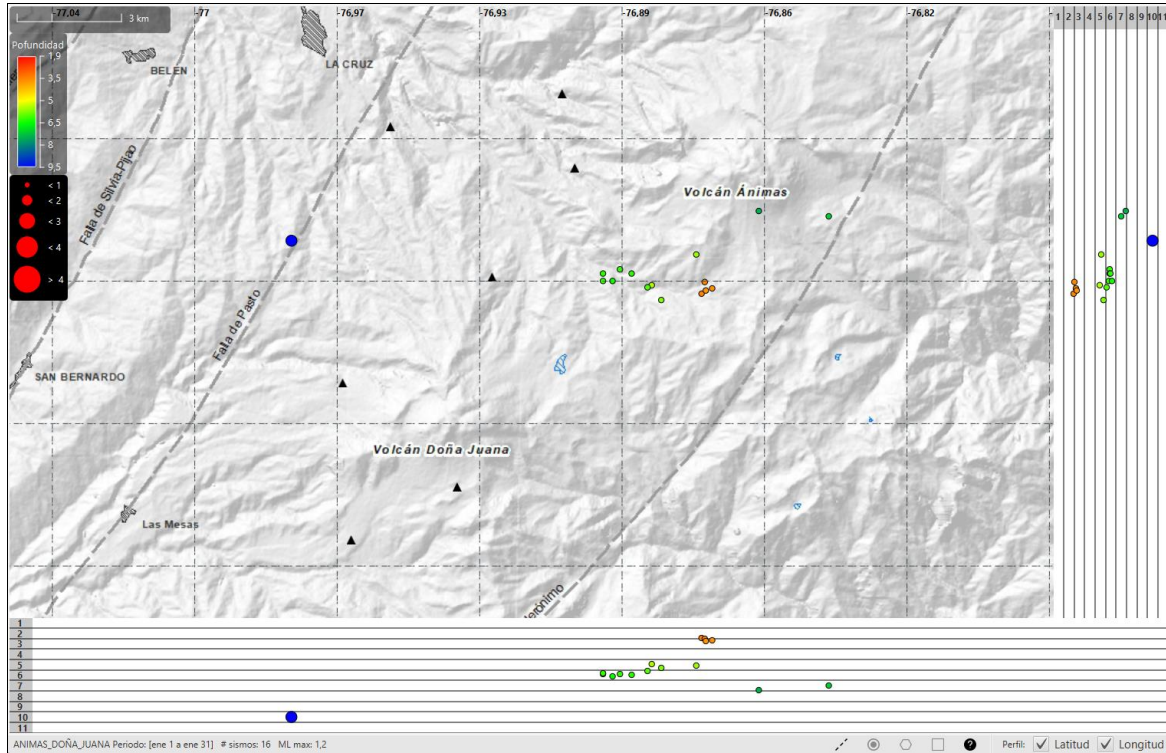 -77,04
-77
-76,97
-76,93
-76,89
-76,86
-76,82
3 km
1 2 3 4 5 6 7 8 9 10 11
Pofundidad
1,9
3,5
5
6,5
8
9,5
< 1
< 2
< 3
< 4
> 4
BELEN
LA CRUZ
Falla de Silvia-Pijao
Volcán Ánimas
Falla de Pasto
SAN BERNARDO
Volcán Doña Juana
Las Mesas
erónimo
1
2
3
4
5
6
7
8
9
10
11
ANIMAS_DOÑA_JUANA Periodo: [ene 1 a ene 31] # sismos: 16 ML max: 1,2
? Perfil: Latitud Longitud